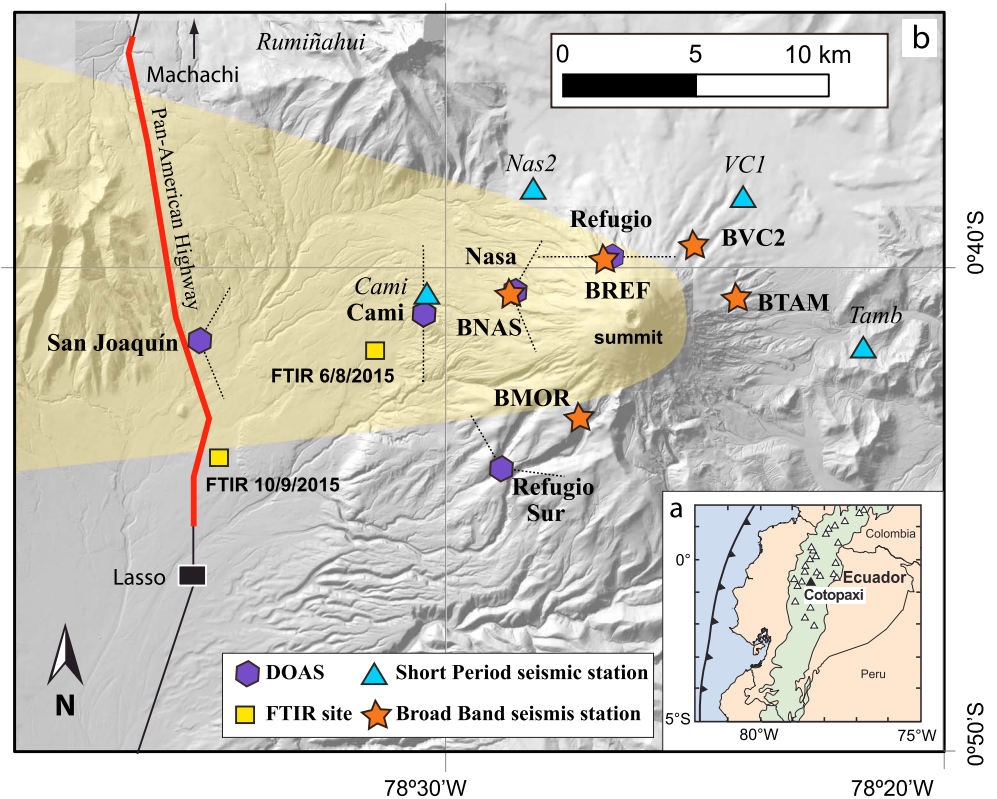 b
Rumiñahui
Machachi
0 5 10 km
Pan-American Highway
Nas2
VC1
Refugio
BVC2
Nasa
BREF
0°40'S
Cami
Cami
BNAS
BTAM
Tamb
summit
San Joaquín
FTIR 6/8/2015
BMOR
FTIR 10/9/2015
Refugio
Sur
a
Colombia
0°
Ecuador
Cotopaxi
Peru
5°S
80°W
75°W
Lasso
N
DOAS
Short Period seismic station
FTIR site
Broad Band seismis station
0°50'S
78°30'W
78°20'W